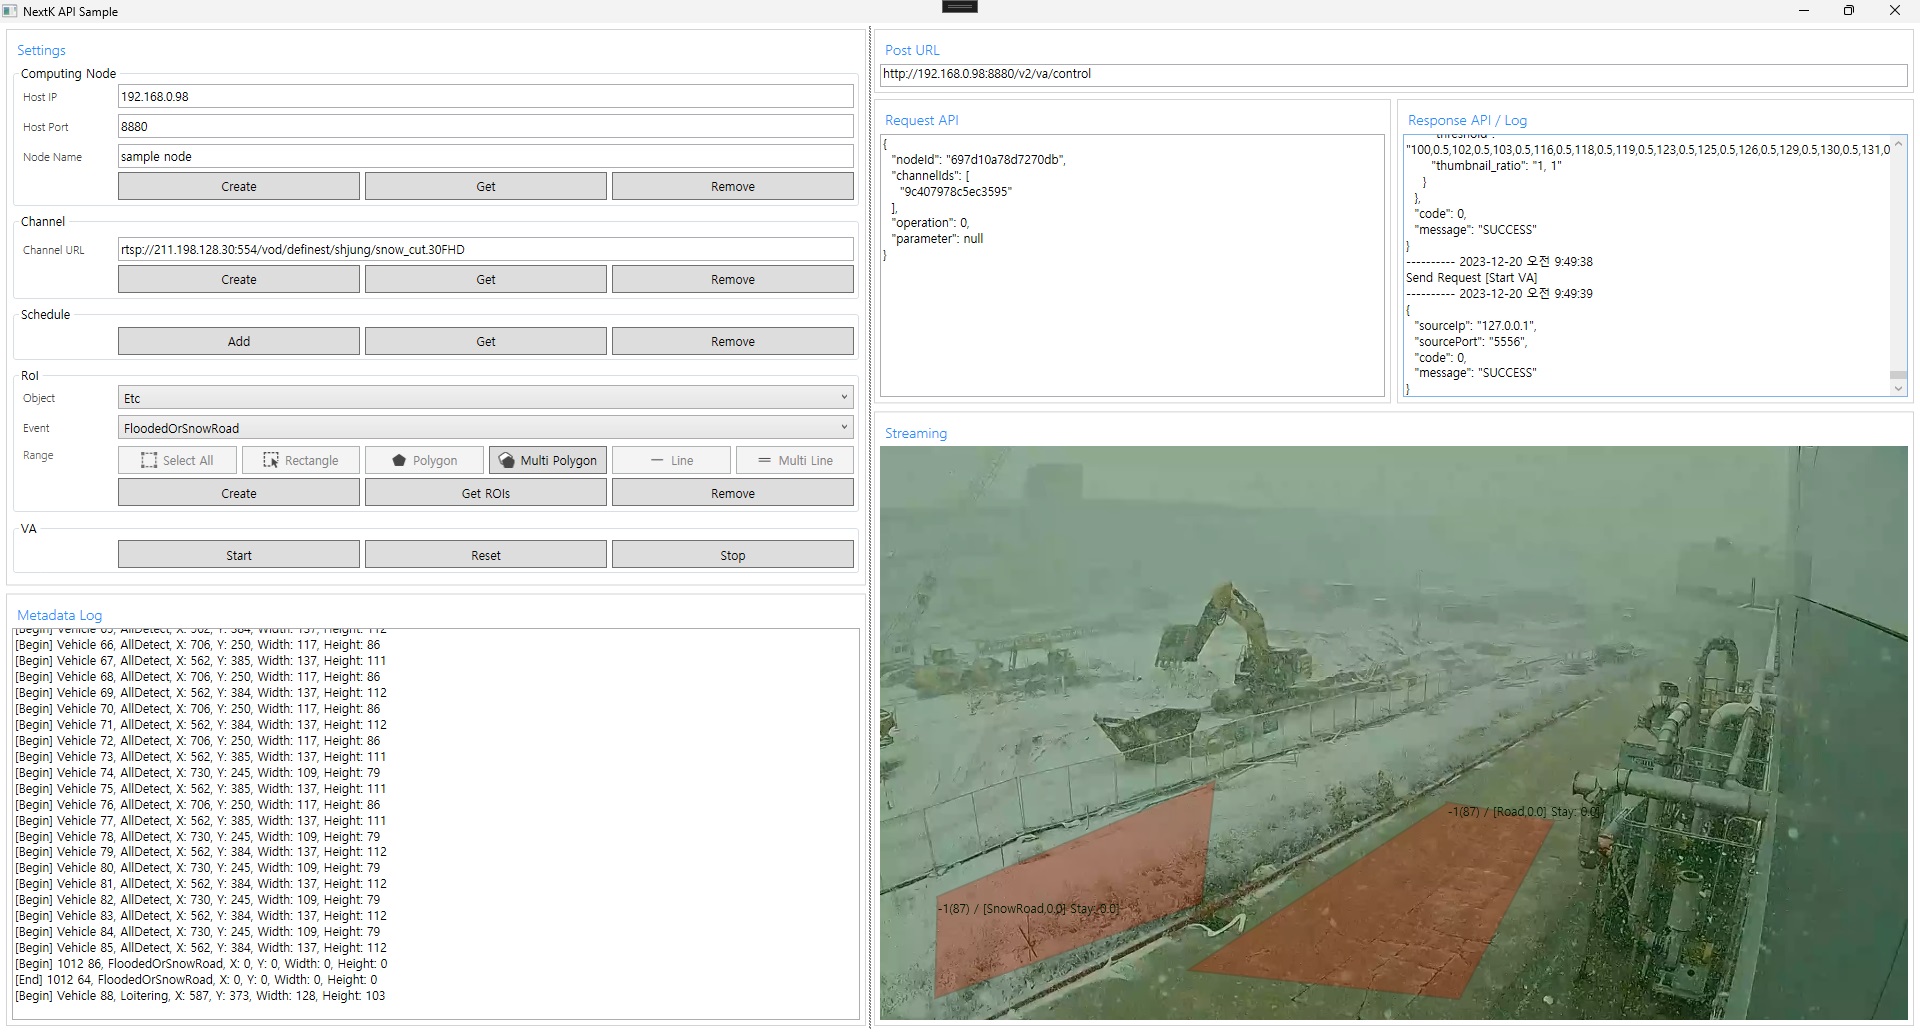 NextK API Sample
Settings
Computing Node
Host IP
192.168.0.98
Host Port
8880
Node Name
sample node
Create
Get
Remove
Channel
Channel URL
rtsp://211.198.128.30:554/vod/definest/shjung/snow_cut.30FHD
Create
Get
Remove
Schedule
Add
Get
Remove
RoI
Object
Etc
Event
FloodedOrSnowRoad
Range
Select All
Rectangle
Polygon
Multi Polygon
Line
Multi Line
Create
Get ROIs
Remove
VA
Start
Reset
Stop
Metadata Log
[Begin] Vehicle 65, AllDetect, X: 562, Y: 384, Width: 137, Height: 112
[Begin] Vehicle 66, AllDetect, X: 706, Y: 250, Width: 117, Height: 86
[Begin] Vehicle 67, AllDetect, X: 562, Y: 385, Width: 137, Height: 111
[Begin] Vehicle 68, AllDetect, X: 706, Y: 250, Width: 117, Height: 86
[Begin] Vehicle 69, AllDetect, X: 562, Y: 384, Width: 137, Height: 112
[Begin] Vehicle 70, AllDetect, X: 706, Y: 250, Width: 117, Height: 86
[Begin] Vehicle 71, AllDetect, X: 562, Y: 384, Width: 137, Height: 112
[Begin] Vehicle 72, AllDetect, X: 706, Y: 250, Width: 117, Height: 86
[Begin] Vehicle 73, AllDetect, X: 562, Y: 385, Width: 137, Height: 111
[Begin] Vehicle 74, AllDetect, X: 730, Y: 245, Width: 109, Height: 79
[Begin] Vehicle 75, AllDetect, X: 562, Y: 385, Width: 137, Height: 111
[Begin] Vehicle 76, AllDetect, X: 706, Y: 250, Width: 117, Height: 86
[Begin] Vehicle 77, AllDetect, X: 562, Y: 385, Width: 137, Height: 111
[Begin] Vehicle 78, AllDetect, X: 730, Y: 245, Width: 109, Height: 79
[Begin] Vehicle 79, AllDetect, X: 562, Y: 384, Width: 137, Height: 112
[Begin] Vehicle 80, AllDetect, X: 730, Y: 245, Width: 109, Height: 79
[Begin] Vehicle 81, AllDetect, X: 562, Y: 384, Width: 137, Height: 112
[Begin] Vehicle 82, AllDetect, X: 730, Y: 245, Width: 109, Height: 79
[Begin] Vehicle 83, AllDetect, X: 562, Y: 384, Width: 137, Height: 112
[Begin] Vehicle 84, AllDetect, X: 730, Y: 245, Width: 109, Height: 79
[Begin] Vehicle 85, AllDetect, X: 562, Y: 384, Width: 137, Height: 112
[Begin] 1012 86, FloodedOrSnowRoad, X: 0, Y: 0, Width: 0, Height: 0
[End] 1012 64, FloodedOrSnowRoad, X: 0, Y: 0, Width: 0, Height: 0
[Begin] Vehicle 88, Loitering, X: 587, Y: 373, Width: 128, Height: 103
Post URL
http://192.168.0.98:8880/v2/va/control
Request API
{
"nodeId": "697d10a78d7270db",
"channelIds": [
"9c407978c5ec3595"
],
"operation": 0,
"parameter": null
}
Response API / Log
"threshold":
"100,0.5,102,0.5,103,0.5,116,0.5,118,0.5,119,0.5,123,0.5,125,0.5,126,0.5,129,0.5,130,0.5,131,0
"thumbnail_ratio": "1, 1"
}
},
"code": 0,
"message": "SUCCESS"
}
---------- 2023-12-20 오전 9:49:38
Send Request [Start VA]
---------- 2023-12-20 오전 9:49:39
{
"sourceIp": "127.0.0.1",
"sourcePort": "5556",
"code": 0,
"message": "SUCCESS"
}
Streaming
-1(87) / [Road,0.0] Stay: 0.0
-1(87) / [SnowRoad,0.0] Stay: 0.0